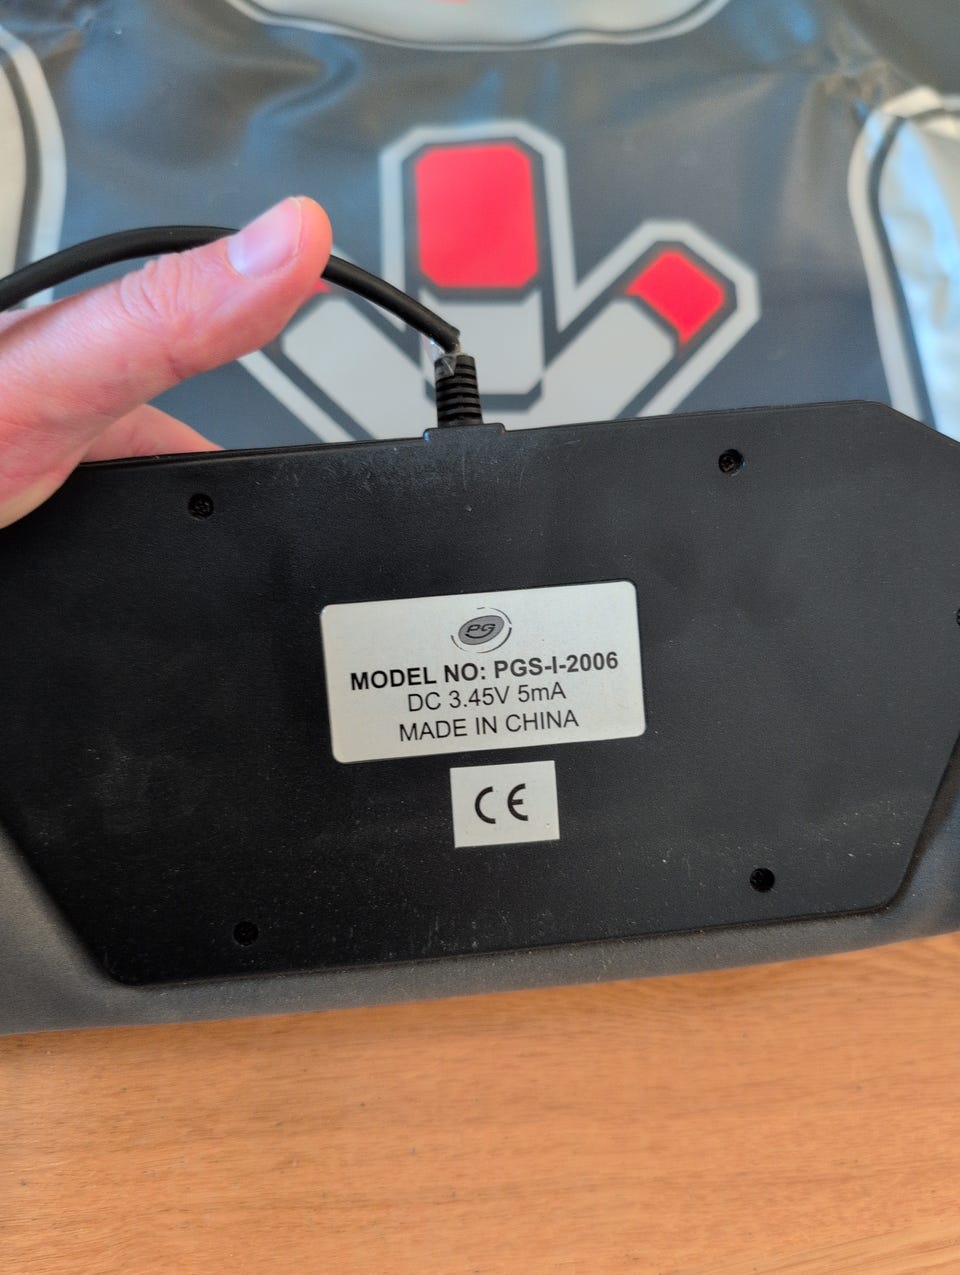 PG
MODEL NO: PGS-I-2006
DC 3.45V 5mA
MADE IN CHINA
CE